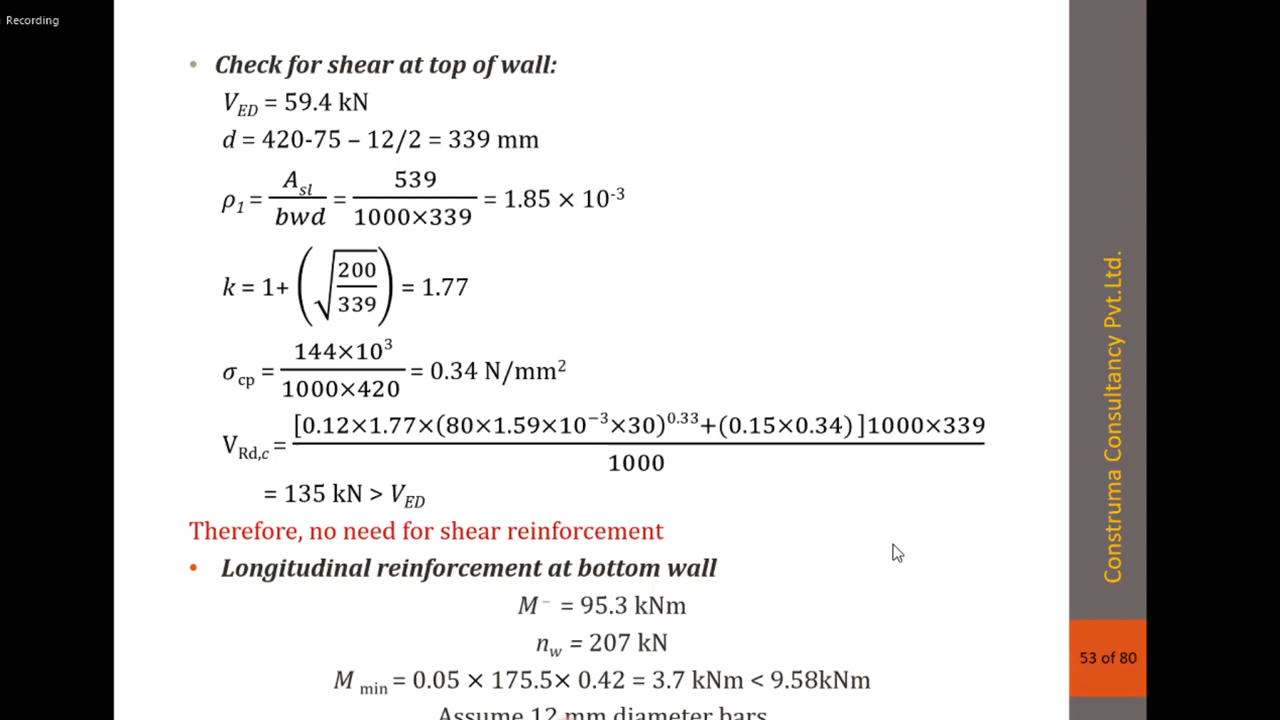 Recording
• Check for shear at top of wall:
V_ED = 59.4 kN
d = 420-75 – 12/2 = 339 mm
ρ_1 = A_sl / bwd = 539 / 1000×339 = 1.85 × 10^-3
k = 1+ (√(200/339)) = 1.77
σ_cp = 144×10^3 / 1000×420 = 0.34 N/mm^2
V_Rd,c = [0.12×1.77×(80×1.59×10^−3×30)^0.33+(0.15×0.34) ]1000×339 / 1000
= 135 kN > V_ED
Therefore, no need for shear reinforcement
• Longitudinal reinforcement at bottom wall
M^− = 95.3 kNm
n_w = 207 kN
M_min = 0.05 × 175.5× 0.42 = 3.7 kNm < 9.58kNm
Assume 12 mm diameter bars
Construma Consultancy Pvt.Ltd.
53 of 80